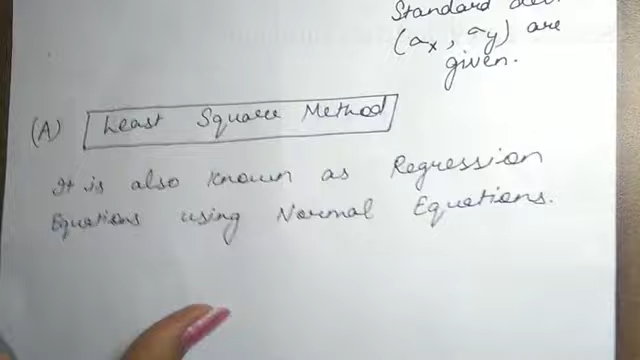 Standard
(σx, σy) are
given.
(A) Least Square Method
It is also known as Regression
Equations using Normal Equations.